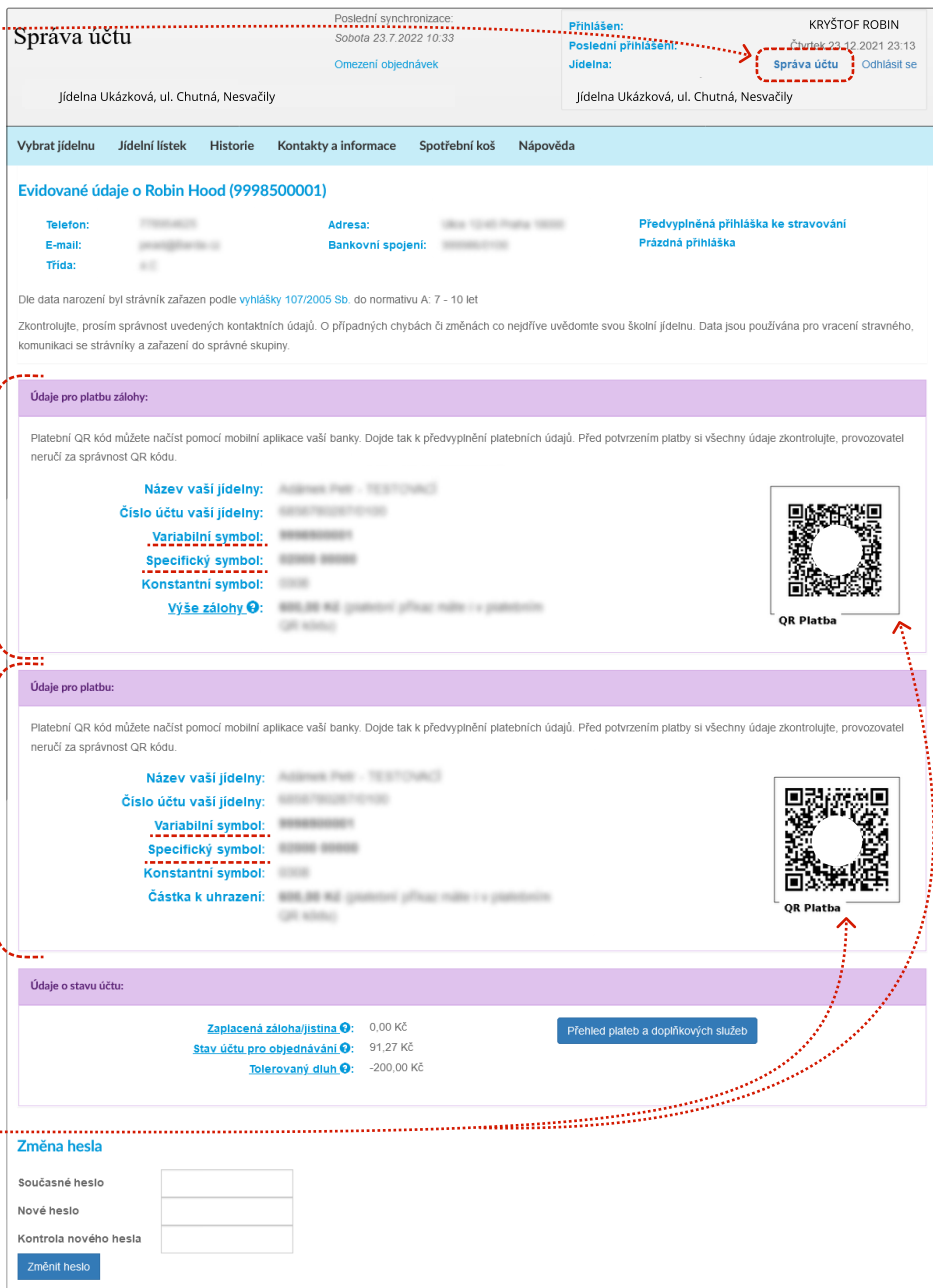 Správa účtu
Poslední synchronizace:
Sobota 23.7.2022 10:33
Omezení objednávek
Přihlášen: KRYŠTOF ROBIN
Poslední přihlášení: Čtvrtek 23.12.2021 23:13
Jídelna: Správa účtu Odhlásit se
Jídelna Ukázková, ul. Chutná, Nesvačily
Jídelna Ukázková, ul. Chutná, Nesvačily
Vybrat jídelnu Jídelní lístek Historie Kontakty a informace Spotřební koš Nápověda
Evidované údaje o Robin Hood (9998500001)
Telefon: Adresa: Předvyplněná přihláška ke stravování
E-mail: Bankovní spojení: Prázdná přihláška
Třída:
Dle data narození byl strávník zařazen podle vyhlášky 107/2005 Sb. do normativu A: 7 - 10 let
Zkontrolujte, prosím správnost uvedených kontaktních údajů. O případných chybách či změnách co nejdříve uvědomte svou školní jídelnu. Data jsou používána pro vracení stravného,
komunikaci se strávníky a zařazení do správné skupiny.
Údaje pro platbu zálohy:
Platební QR kód můžete načíst pomocí mobilní aplikace vaší banky. Dojde tak k předvyplnění platebních údajů. Před potvrzením platby si všechny údaje zkontrolujte, provozovatel
neručí za správnost QR kódu.
Název vaší jídelny:
Číslo účtu vaší jídelny:
Variabilní symbol:
Specifický symbol:
Konstantní symbol:
Výše zálohy ?:
QR Platba
Údaje pro platbu:
Platební QR kód můžete načíst pomocí mobilní aplikace vaší banky. Dojde tak k předvyplnění platebních údajů. Před potvrzením platby si všechny údaje zkontrolujte, provozovatel
neručí za správnost QR kódu.
Název vaší jídelny:
Číslo účtu vaší jídelny:
Variabilní symbol:
Specifický symbol:
Konstantní symbol:
Částka k uhrazení:
QR Platba
Údaje o stavu účtu:
Zaplacená záloha/jistina ?: 0,00 Kč
Přehled plateb a doplňkových služeb
Stav účtu pro objednávání ?: 91,27 Kč
Tolerovaný dluh ?: -200,00 Kč
Změna hesla
Současné heslo
Nové heslo
Kontrola nového hesla
Změnit heslo